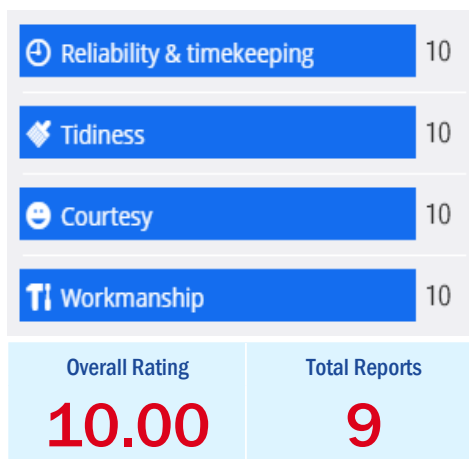 Reliability & timekeeping 10
Tidiness 10
Courtesy 10
Workmanship 10
Overall Rating Total Reports
10.00 9